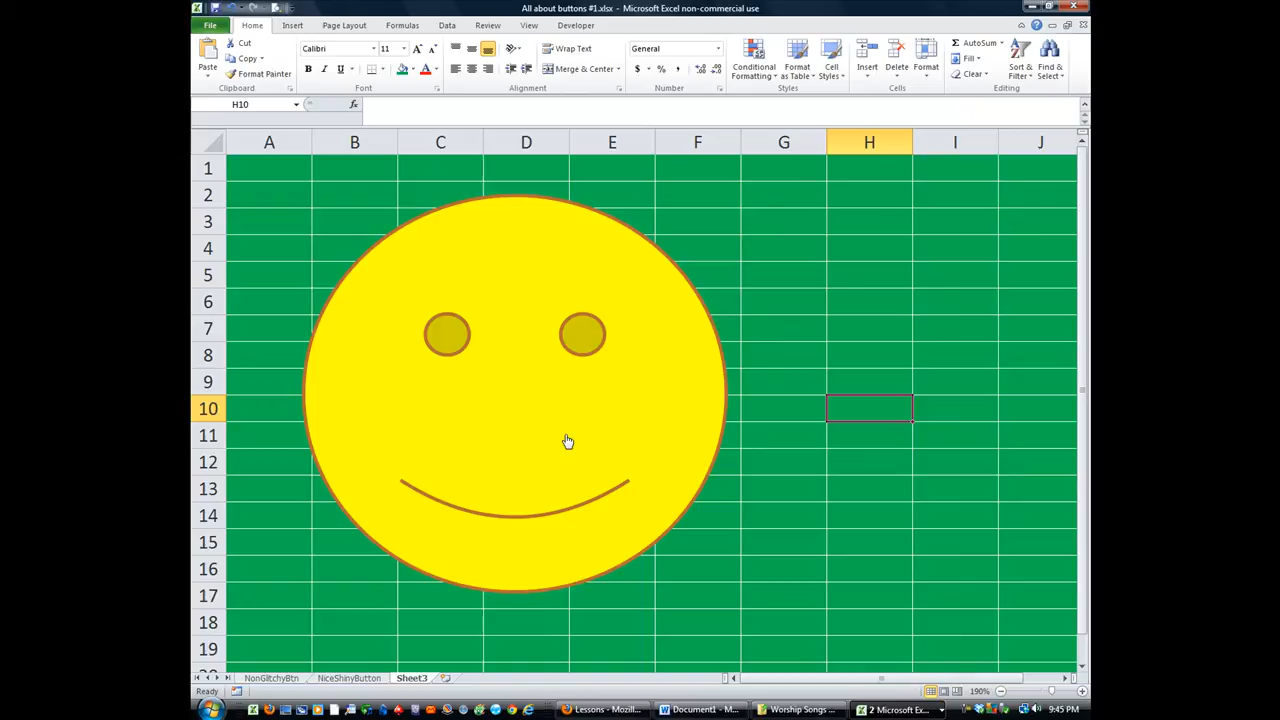 All about buttons #1.xlsx - Microsoft Excel non-commercial use
File Home Insert Page Layout Formulas Data Review View Developer
Cut
Calibri 11 Wrap Text General AutoSum
Copy Fill
Paste Format Painter B I U Merge & Center $ % , Conditional Formatting Format as Table Cell Styles Insert Delete Format Clear Sort & Filter Find & Select
Clipboard Font Alignment Number Styles Cells Editing
H10 fx
A B C D E F G H I J
1
2
3
4
5
6
7
8
9
10
11
12
13
14
15
16
17
18
19
NonGlitchyBtn NiceShinyButton Sheet3
Ready 190%
Lessons - Mozill... Document1 - M... Worship Songs ... 2 Microsoft Ex... 9:45 PM